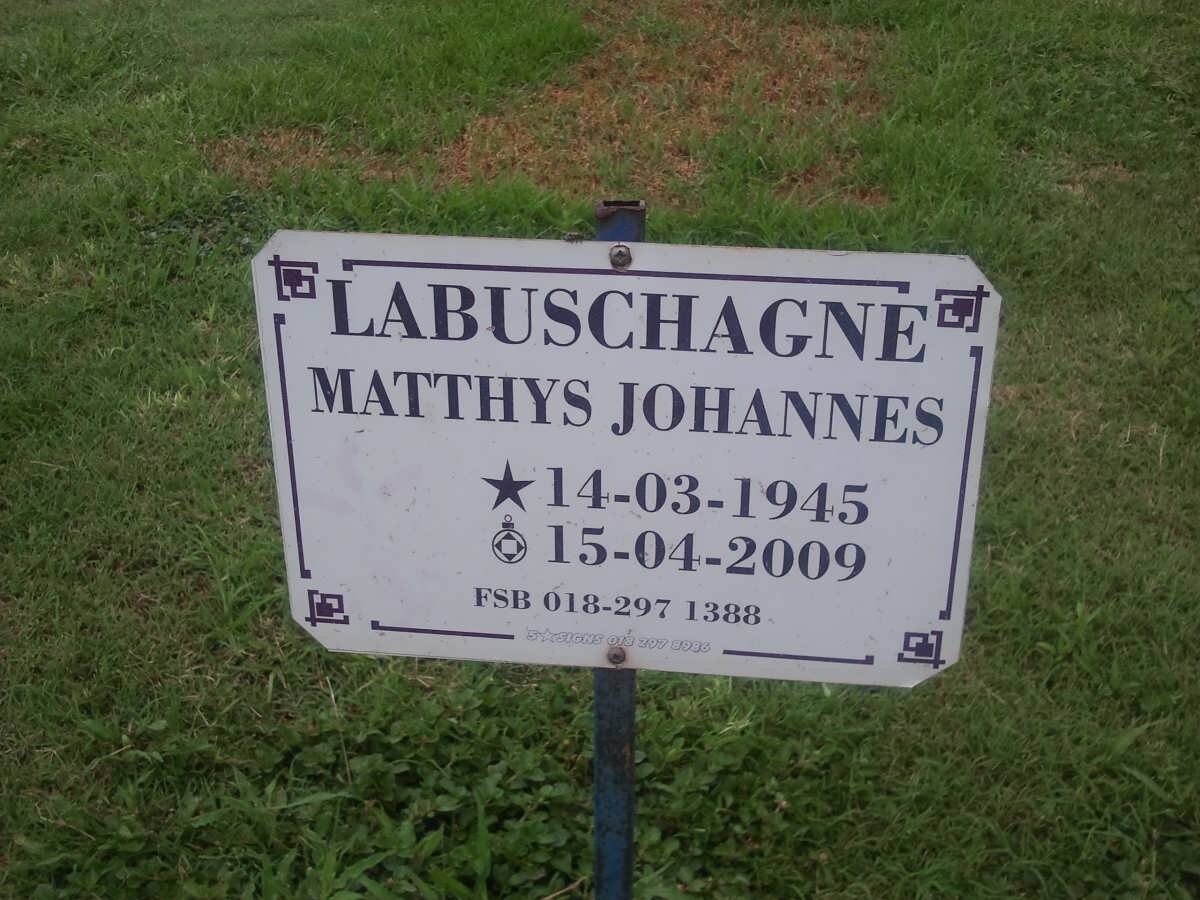 LABUSCHAGNE
MATTHYS JOHANNES
★ 14-03-1945
15-04-2009
FSB 018-297 1388
5★SIGNS 018 297 8986